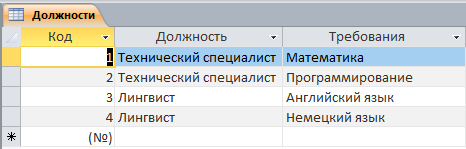 Должности
Код Должность Требования
1 Технический специалист Математика
2 Технический специалист Программирование
3 Лингвист Английский язык
4 Лингвист Немецкий язык
(№)